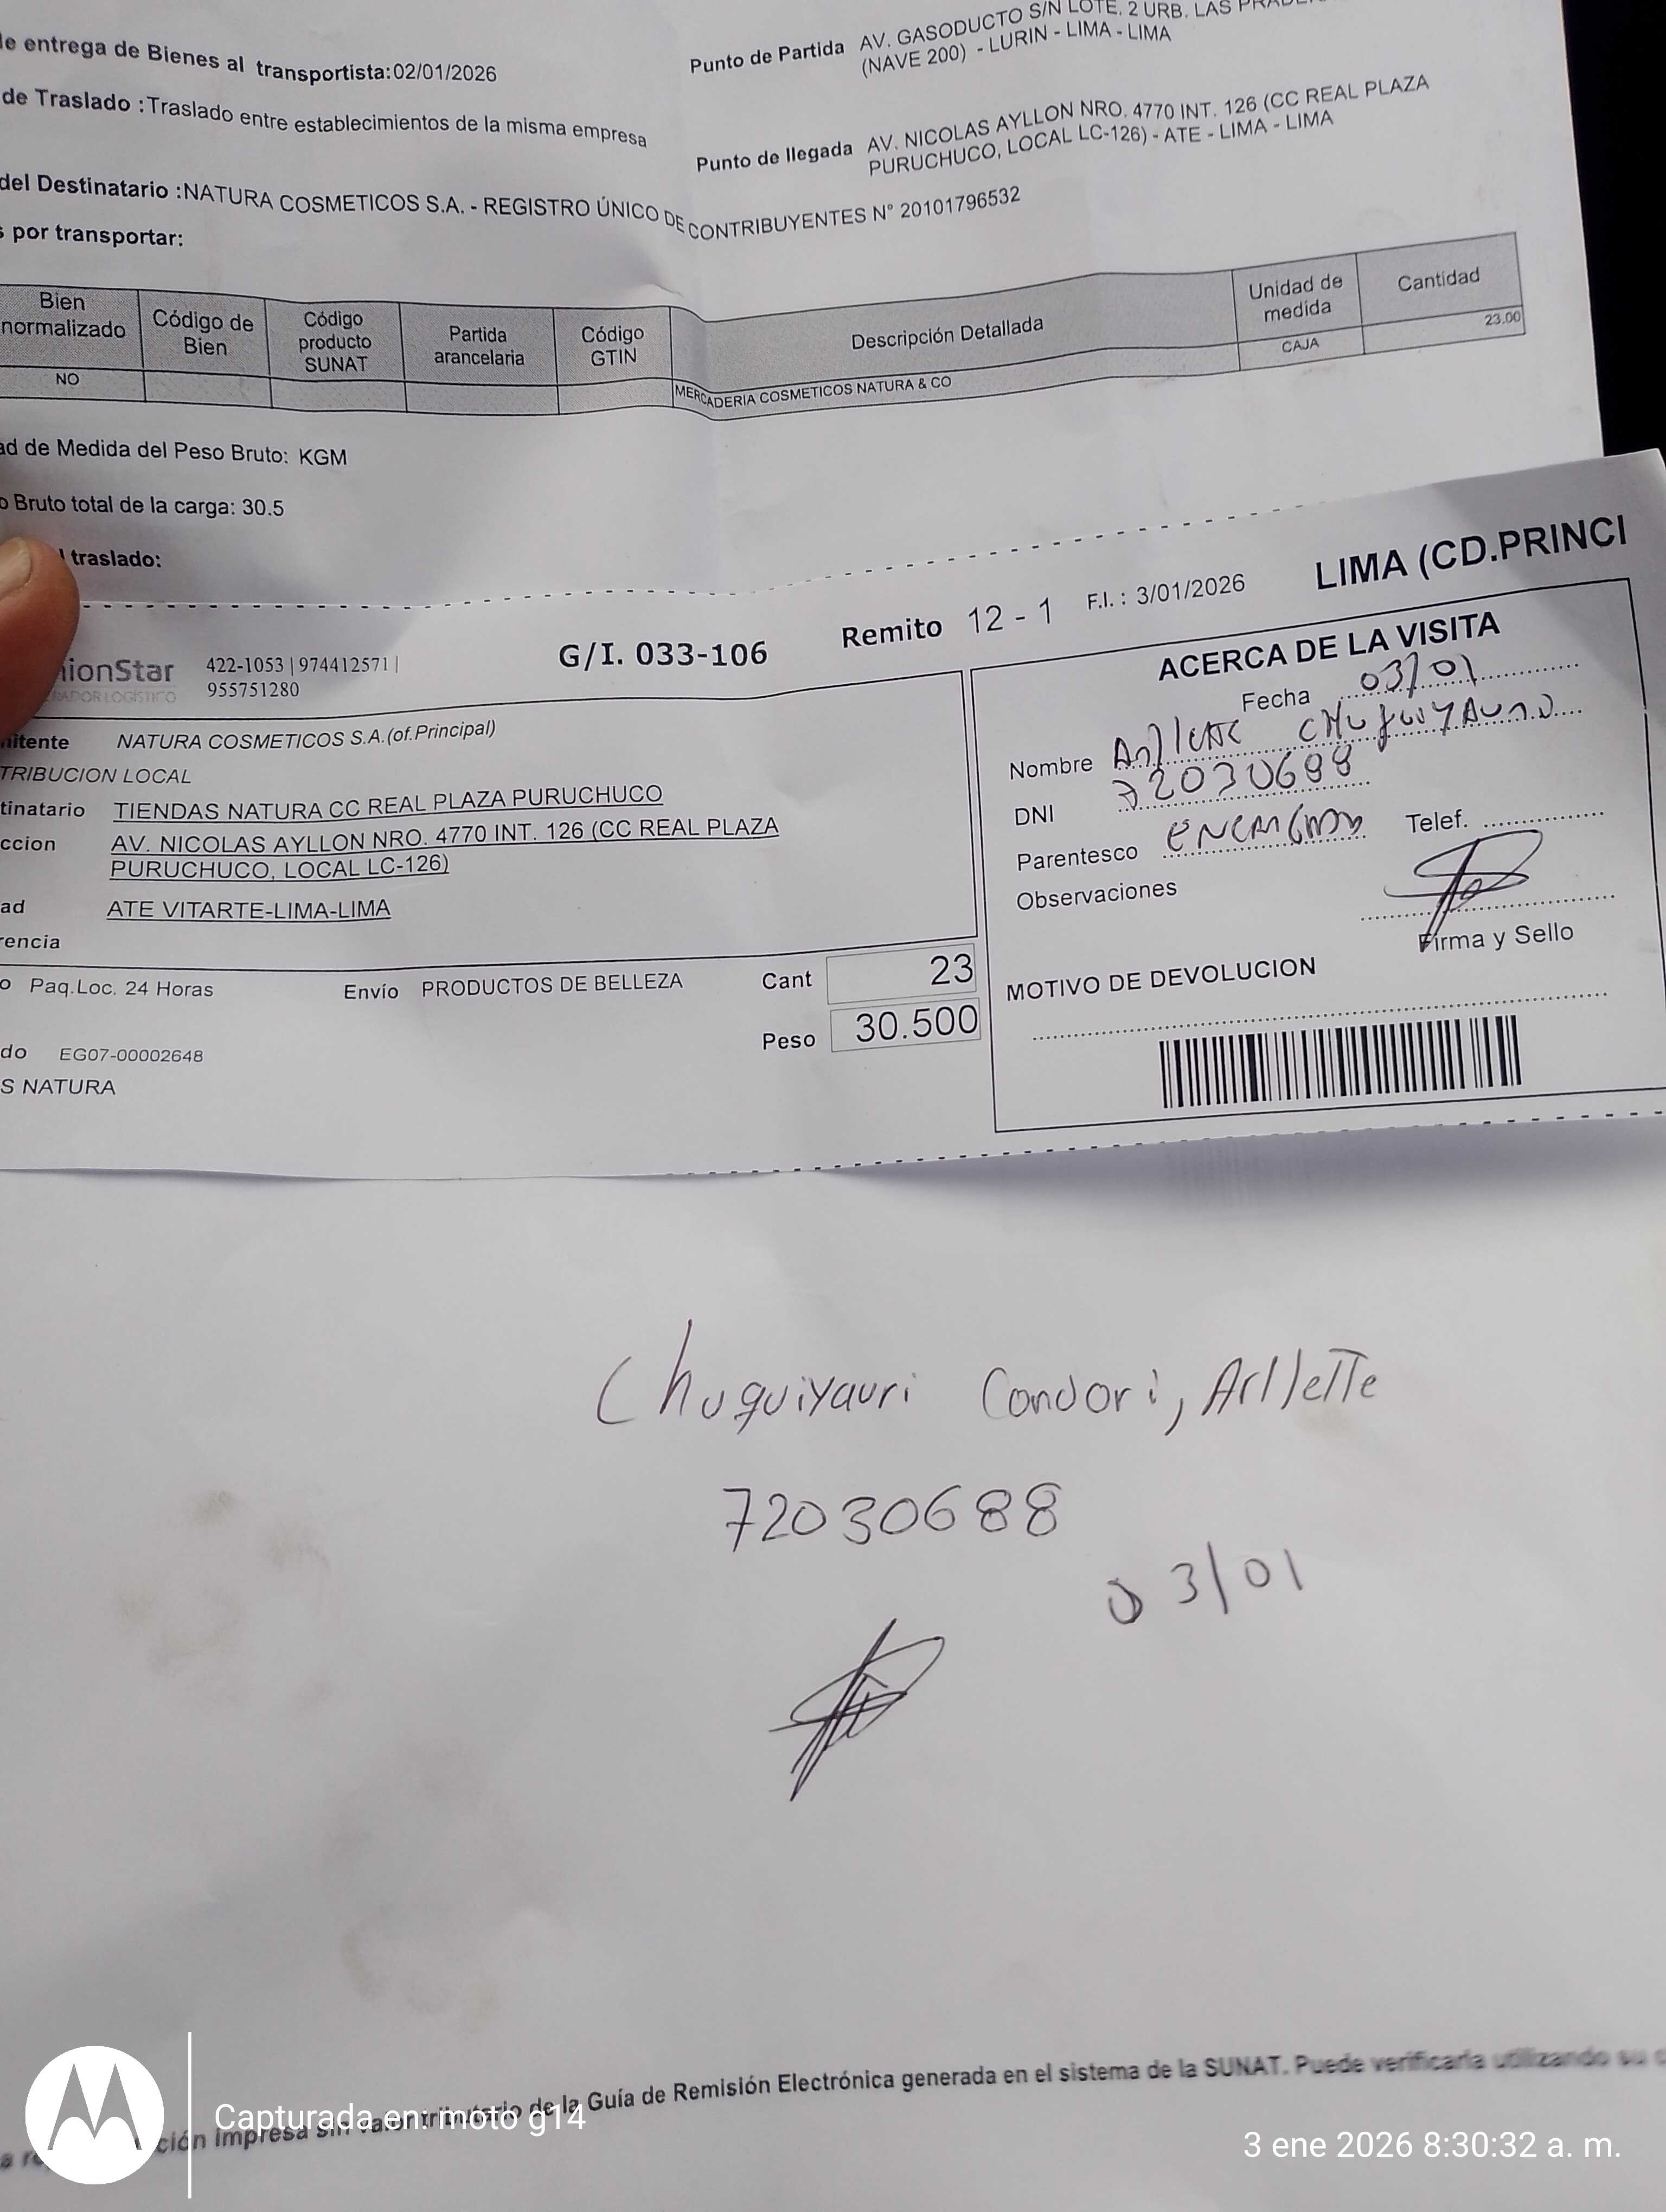 de entrega de Bienes al transportista:02/01/2026
Punto de Partida AV. GASODUCTO S/N LOTE. 2 URB. LAS
(NAVE 200) - LURIN - LIMA - LIMA
de Traslado :Traslado entre establecimientos de la misma empresa
Punto de llegada AV. NICOLAS AYLLON NRO. 4770 INT. 126 (CC REAL PLAZA
PURUCHUCO, LOCAL LC-126) - ATE - LIMA - LIMA
del Destinatario :NATURA COSMETICOS S.A. - REGISTRO ÚNICO DE CONTRIBUYENTES N° 20101796532
s por transportar:
Bien normalizado Código de Bien Código producto SUNAT Partida arancelaria Código GTIN Descripción Detallada Unidad de medida Cantidad
NO MERCADERIA COSMETICOS NATURA & CO CAJA 23.00
ad de Medida del Peso Bruto: KGM
o Bruto total de la carga: 30.5
l traslado:
LIMA (CD.PRINCI
ionStar
RADOR LOGÍSTICO
422-1053 | 974412571 |
955751280
G/I. 033-106
Remito 12 - 1 F.I. : 3/01/2026
nitente NATURA COSMETICOS S.A.(of.Principal)
TRIBUCION LOCAL
tinatario TIENDAS NATURA CC REAL PLAZA PURUCHUCO
ccion AV. NICOLAS AYLLON NRO. 4770 INT. 126 (CC REAL PLAZA
PURUCHUCO, LOCAL LC-126)
ad ATE VITARTE-LIMA-LIMA
rencia
o Paq.Loc. 24 Horas Envío PRODUCTOS DE BELLEZA Cant 23
Peso 30.500
do EG07-00002648
S NATURA
ACERCA DE LA VISITA
Fecha 03/01
Nombre
DNI 72030688
Parentesco
Telef.
Observaciones
Firma y Sello
MOTIVO DE DEVOLUCION
Chuquiyauri Condori, Arllette
72030688
03/01
ción impresa sin valor tributario de la Guía de Remisión Electrónica generada en el sistema de la SUNAT. Puede verificarla utilizando su
Capturada en: moto g14
3 ene 2026 8:30:32 a. m.